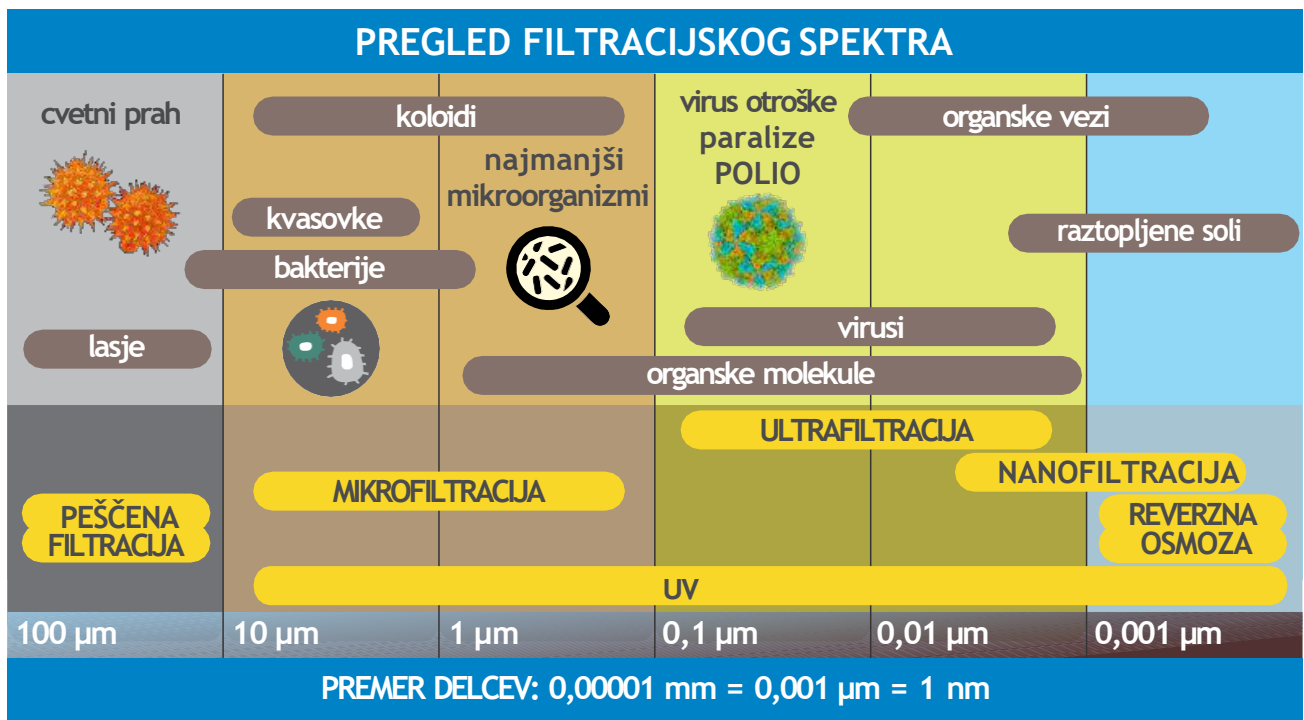 PREGLED FILTRACIJSKOG SPEKTRA
cvetni prah
koloidi
virus otroške
paralize
POLIO
organske vezi
najmanjši
mikroorganizmi
kvasovke
raztopljene soli
bakterije
virusi
lasje
organske molekule
ULTRAFILTRACIJA
NANOFILTRACIJA
MIKROFILTRACIJA
PEŠČENA
FILTRACIJA
REVERZNA
OSMOZA
UV
100 µm
10 µm
1 µm
0,1 µm
0,01 µm
0,001 µm
PREMER DELCEV: 0,00001 mm = 0,001 µm = 1 nm